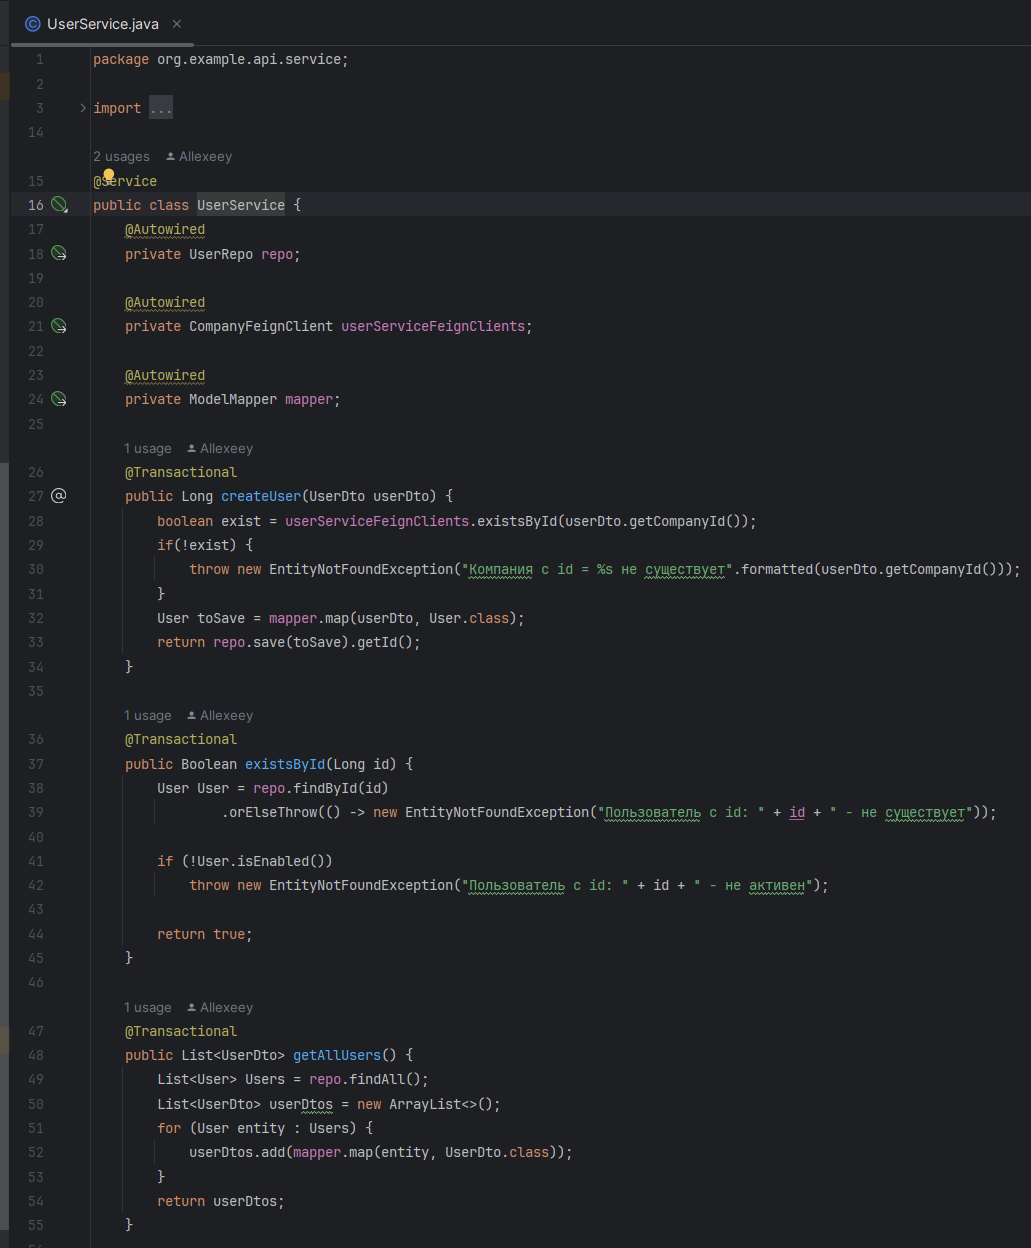 UserService.java
1 package org.example.api.service;
2
3 import ...
14
2 usages Allexeey
15 @Service
16 public class UserService {
17 @Autowired
18 private UserRepo repo;
19
20 @Autowired
21 private CompanyFeignClient userServiceFeignClients;
22
23 @Autowired
24 private ModelMapper mapper;
25
1 usage Allexeey
26 @Transactional
27 public Long createUser(UserDto userDto) {
28 boolean exist = userServiceFeignClients.existsById(userDto.getCompanyId());
29 if(!exist) {
30 throw new EntityNotFoundException("Компания с id = %s не существует".formatted(userDto.getCompanyId()));
31 }
32 User toSave = mapper.map(userDto, User.class);
33 return repo.save(toSave).getId();
34 }
35
1 usage Allexeey
36 @Transactional
37 public Boolean existsById(Long id) {
38 User User = repo.findById(id)
39 .orElseThrow(() -> new EntityNotFoundException("Пользователь с id: " + id + " - не существует"));
40
41 if (!User.isEnabled())
42 throw new EntityNotFoundException("Пользователь с id: " + id + " - не активен");
43
44 return true;
45 }
46
1 usage Allexeey
47 @Transactional
48 public List<UserDto> getAllUsers() {
49 List<User> Users = repo.findAll();
50 List<UserDto> userDtos = new ArrayList<>();
51 for (User entity : Users) {
52 userDtos.add(mapper.map(entity, UserDto.class));
53 }
54 return userDtos;
55 }